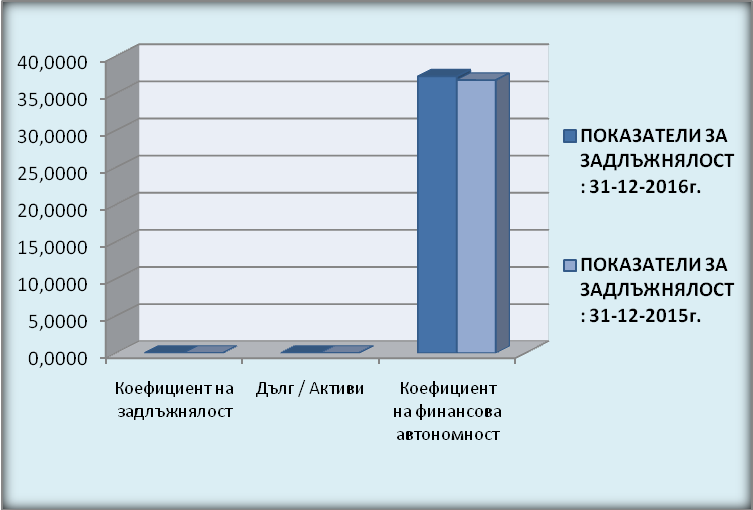 40,0000
35,0000
30,0000
25,0000
20,0000
15,0000
10,0000
5,0000
0,0000
Коефициент на
задлъжнялост
Дълг / Активи
Коефициент
на финансова
автономност
ПОКАЗАТЕЛИ ЗА
ЗАДЛЪЖНЯЛОСТ
: 31-12-2016г.
ПОКАЗАТЕЛИ ЗА
ЗАДЛЪЖНЯЛОСТ
: 31-12-2015г.